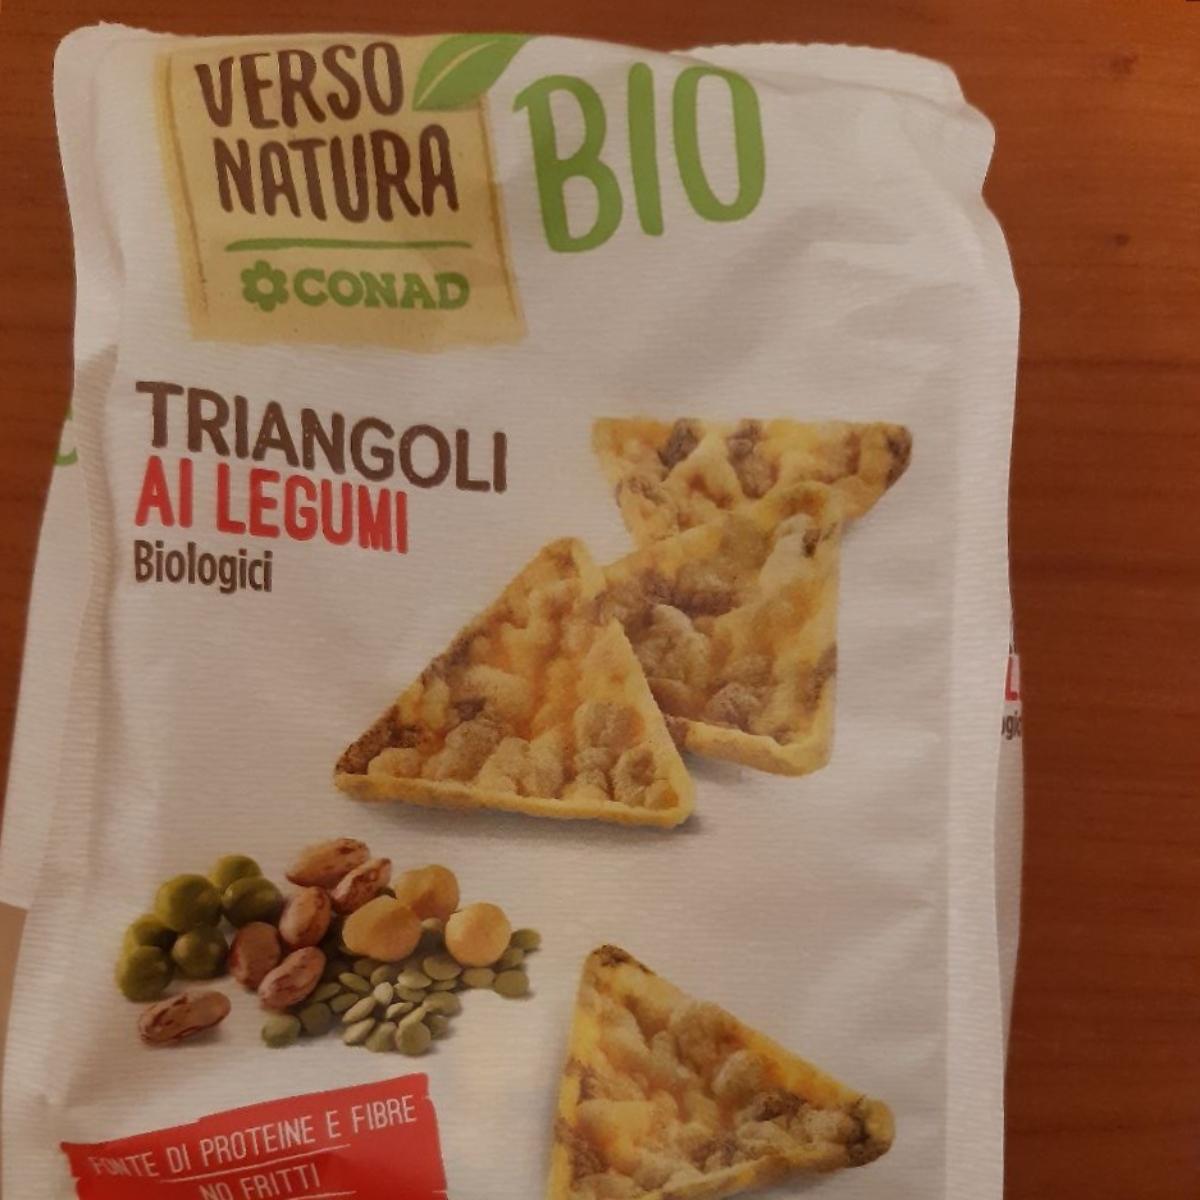 VERSO
NATURA
CONAD
BIO
TRIANGOLI
AI LEGUMI
Biologici
FONTE DI PROTEINE E FIBRE
NO FRITTI